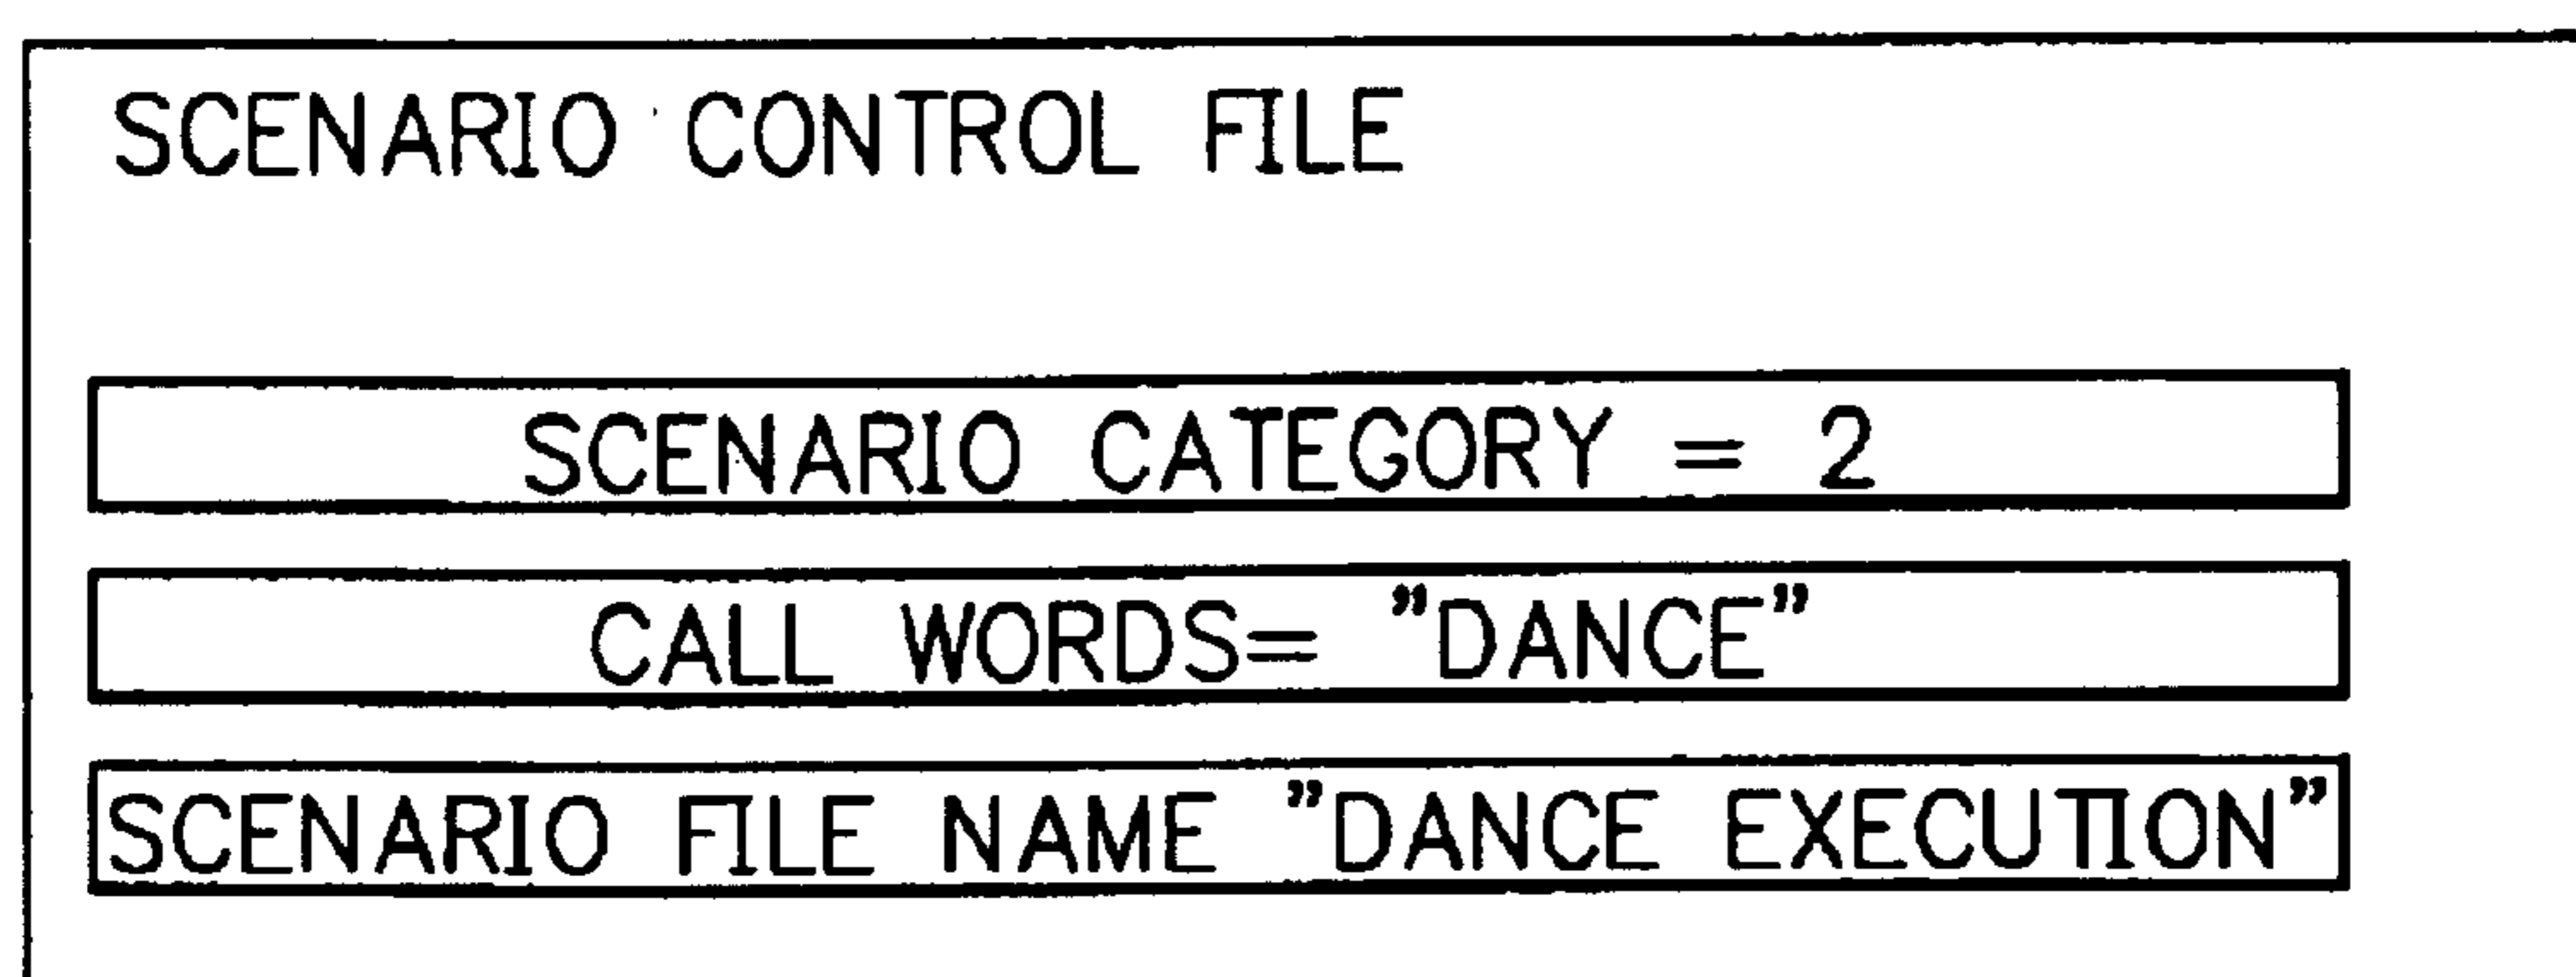 SCENARIO CONTROL FILE
SCENARIO CATEGORY = 2
CALL WORDS= ”DANCE”
SCENARIO FILE NAME ”DANCE EXECUTION”